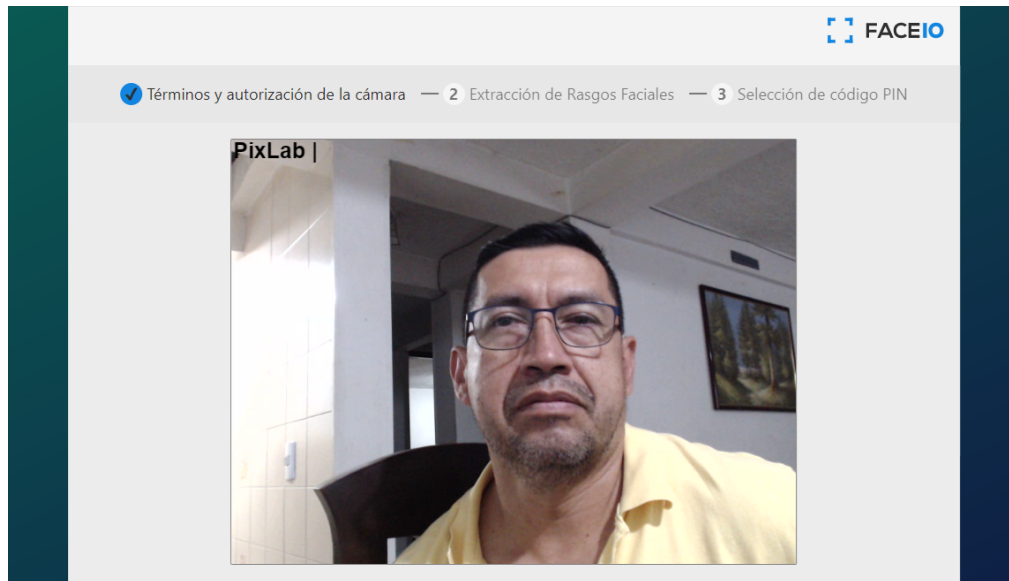 FACEIO
Términos y autorización de la cámara — 2 Extracción de Rasgos Faciales — 3 Selección de código PIN
PixLab |